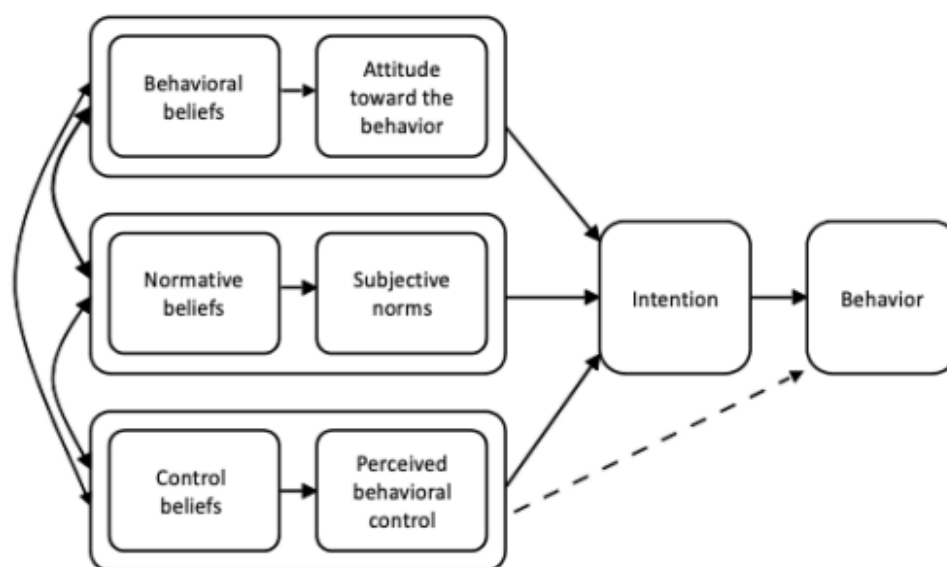 Behavioral
beliefs
Attitude
toward the
behavior
Normative
beliefs
Subjective
norms
Intention
Behavior
Control
beliefs
Perceived
behavioral
control